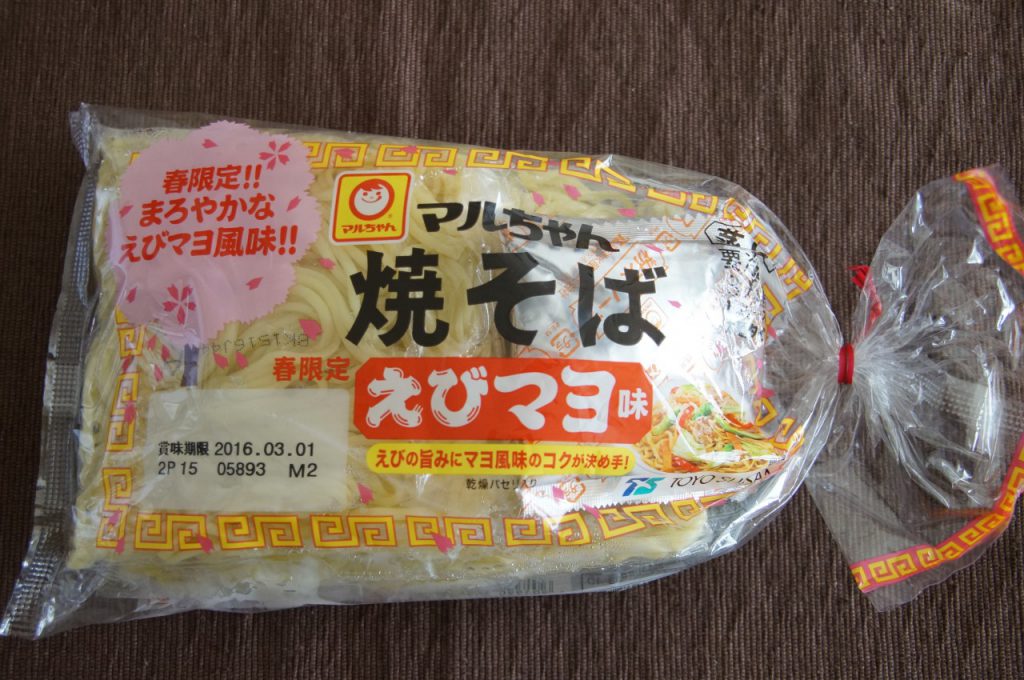 春限定!!
まろやかな
えびマヨ風味!!
マルちゃん
マルちゃん
焼そば
春限定
えびマヨ味
えびの旨みにマヨ風味のコクが決め手!
乾燥パセリ入り
賞味期限 2016.03.01
2P 15 05893 M2
TS TOYO SUISAN